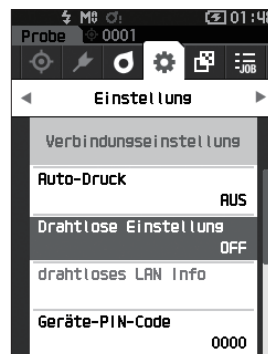 M 01:48
Probe 0001
JOB
Einstellung
Verbindungseinstellung
Auto-Druck
AUS
Drahtlose Einstellung
OFF
drahtloses LAN Info
Geräte-PIN-Code
0000